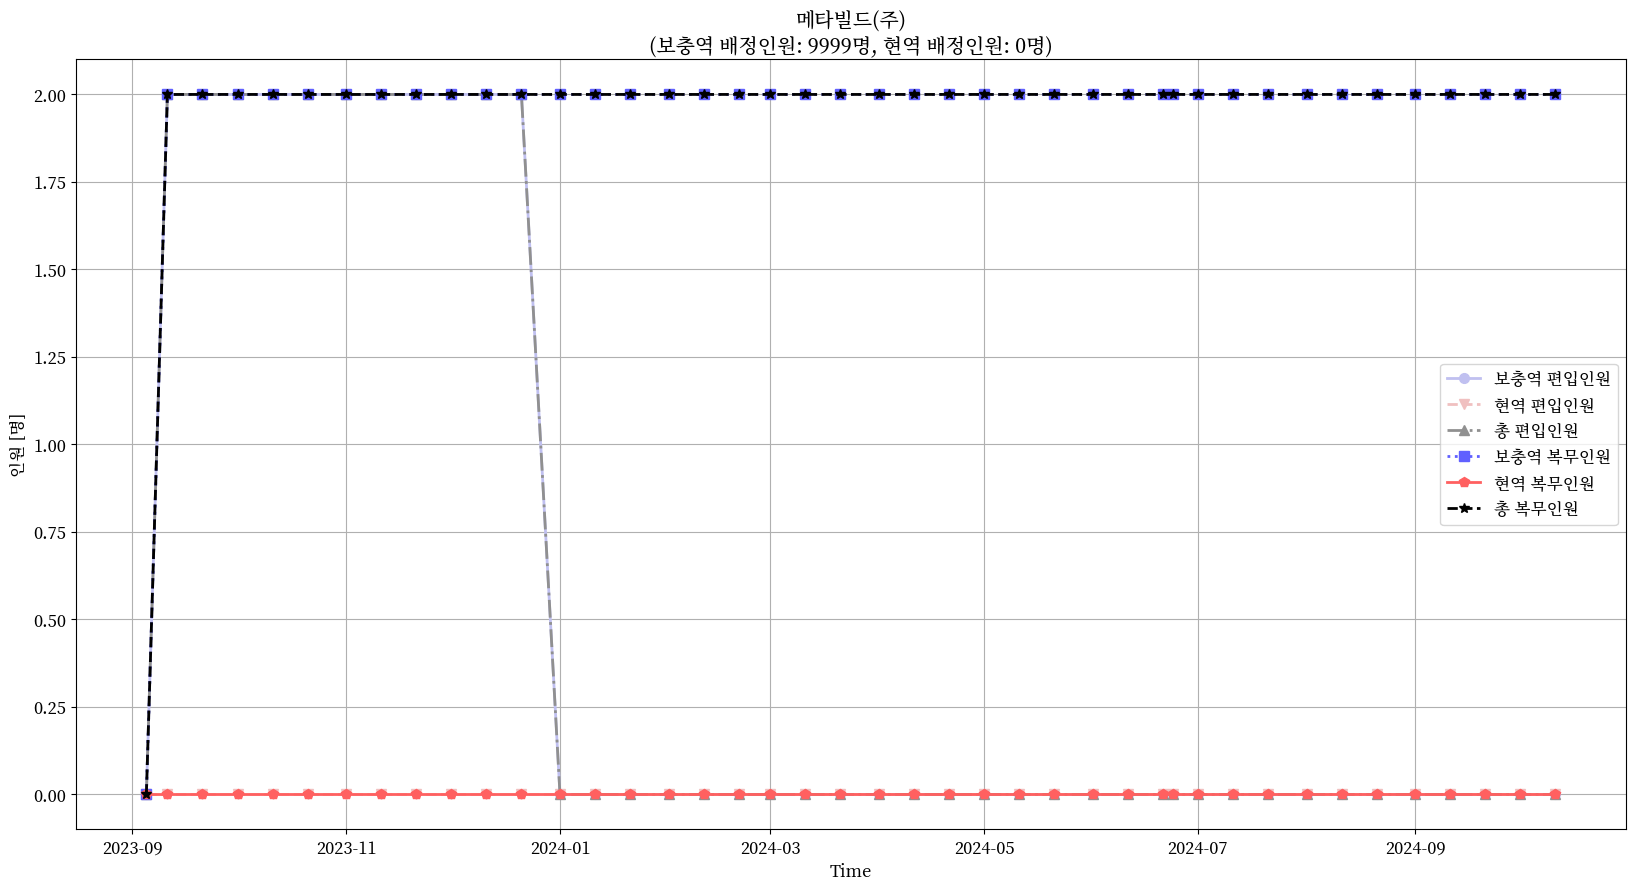 메타빌드(주)
(보충역 배정인원: 9999명, 현역 배정인원: 0명)
2.00
1.75
1.50
1.25
1.00
0.75
0.50
0.25
0.00
인원 [명]
보충역 편입인원
현역 편입인원
총 편입인원
보충역 복무인원
현역 복무인원
총 복무인원
2023-09
2023-11
2024-01
2024-03
2024-05
2024-07
2024-09
Time